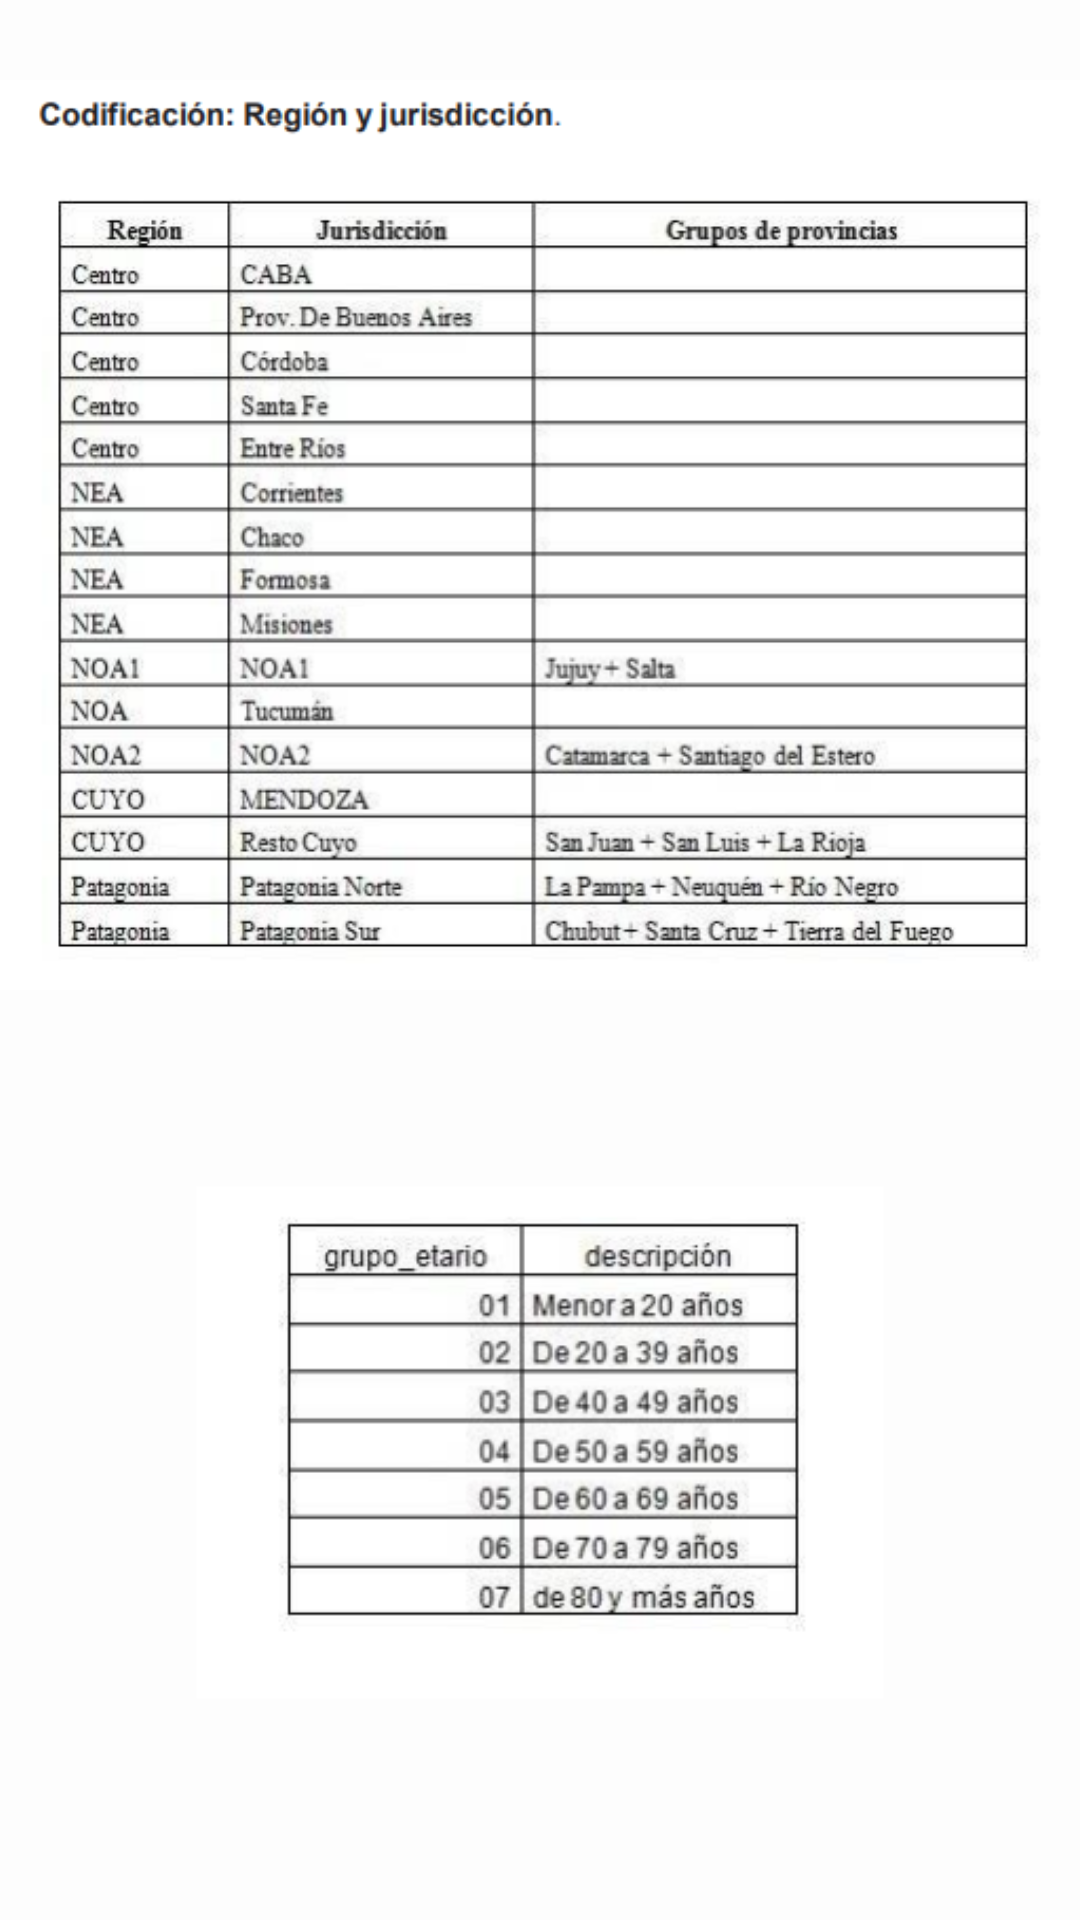 Codificación: Región y jurisdicción.
Región Jurisdicción Grupos de provincias
Centro CABA
Centro Prov. De Buenos Aires
Centro Córdoba
Centro Santa Fe
Centro Entre Ríos
NEA Corrientes
NEA Chaco
NEA Formosa
NEA Misiones
NOA1 NOA1 Jujuy + Salta
NOA Tucumán
NOA2 NOA2 Catamarca + Santiago del Estero
CUYO MENDOZA
CUYO Resto Cuyo San Juan + San Luis + La Rioja
Patagonia Patagonia Norte La Pampa + Neuquén + Río Negro
Patagonia Patagonia Sur Chubut + Santa Cruz + Tierra del Fuego
grupo_etario descripción
01 Menor a 20 años
02 De 20 a 39 años
03 De 40 a 49 años
04 De 50 a 59 años
05 De 60 a 69 años
06 De 70 a 79 años
07 de 80 y más años